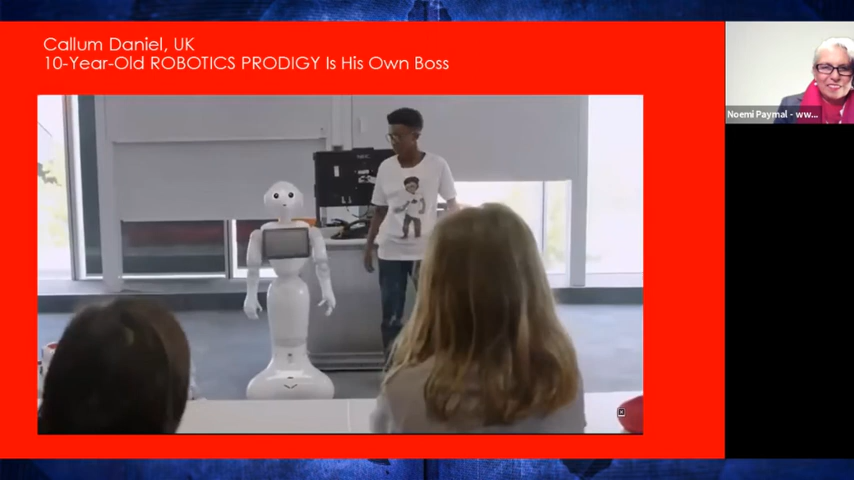 Callum Daniel, UK
10-Year-Old ROBOTICS PRODIGY Is His Own Boss
Noemi Paymal - ww...